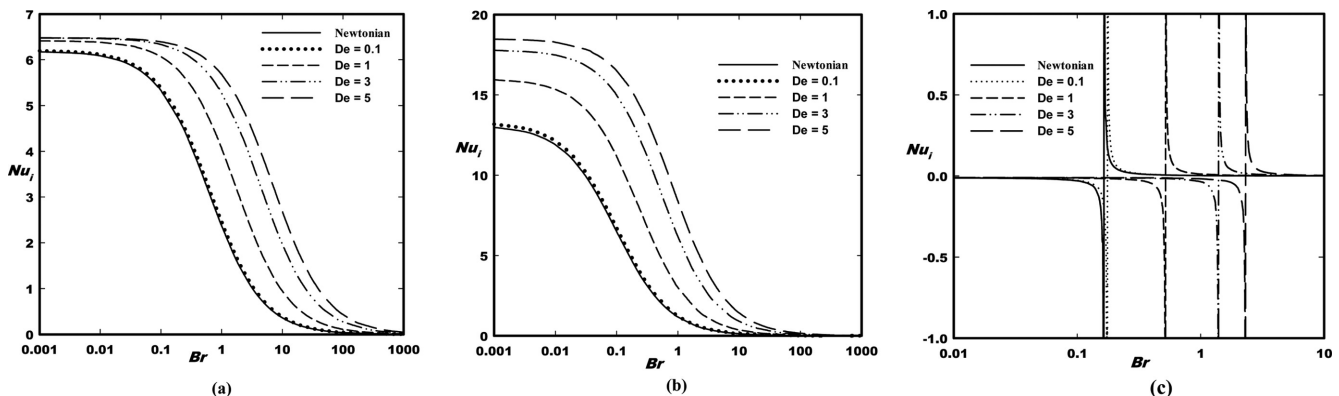 7
6
5
4
3
2
1
0
Nu_i
Newtonian
De = 0.1
De = 1
De = 3
De = 5
0.001 0.01 0.1 1 10 100 1000
Br
(a)
20
15
10
5
0
Nu_i
Newtonian
De = 0.1
De = 1
De = 3
De = 5
0.001 0.01 0.1 1 10 100 1000
Br
(b)
1.0
0.5
0.0
-0.5
-1.0
Nu_i
Newtonian
De = 0.1
De = 1
De = 3
De = 5
0.01 0.1 1 10
Br
(c)